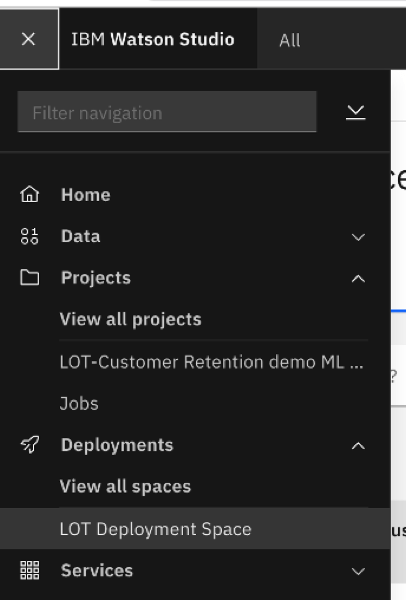 IBM Watson Studio
All
Filter navigation
Home
Data
Projects
View all projects
LOT-Customer Retention demo ML ...
Jobs
Deployments
View all spaces
LOT Deployment Space
Services